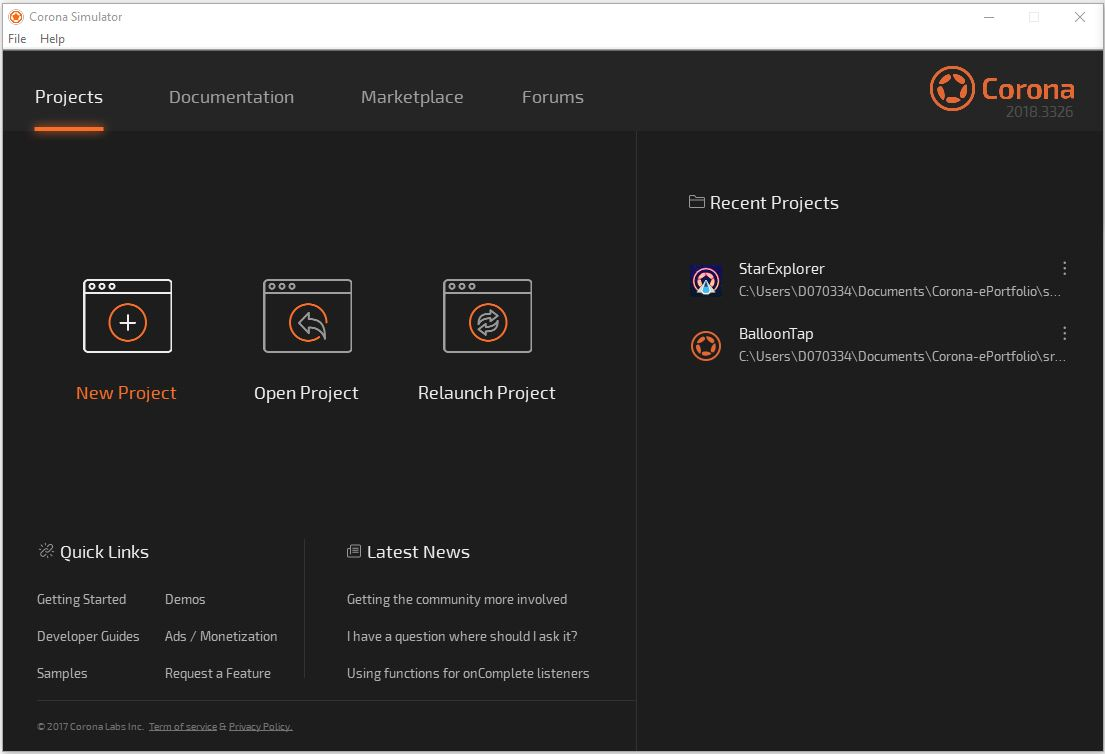 Corona Simulator
File Help
Projects Documentation Marketplace Forums
Corona
2018.3326
New Project Open Project Relaunch Project
Recent Projects
StarExplorer
C:\Users\D070334\Documents\Corona-ePortfolio\s...
BalloonTap
C:\Users\D070334\Documents\Corona-ePortfolio\sr...
Quick Links
Getting Started Demos
Developer Guides Ads / Monetization
Samples Request a Feature
Latest News
Getting the community more involved
I have a question where should I ask it?
Using functions for onComplete listeners
© 2017 Corona Labs Inc. Term of service & Privacy Policy.